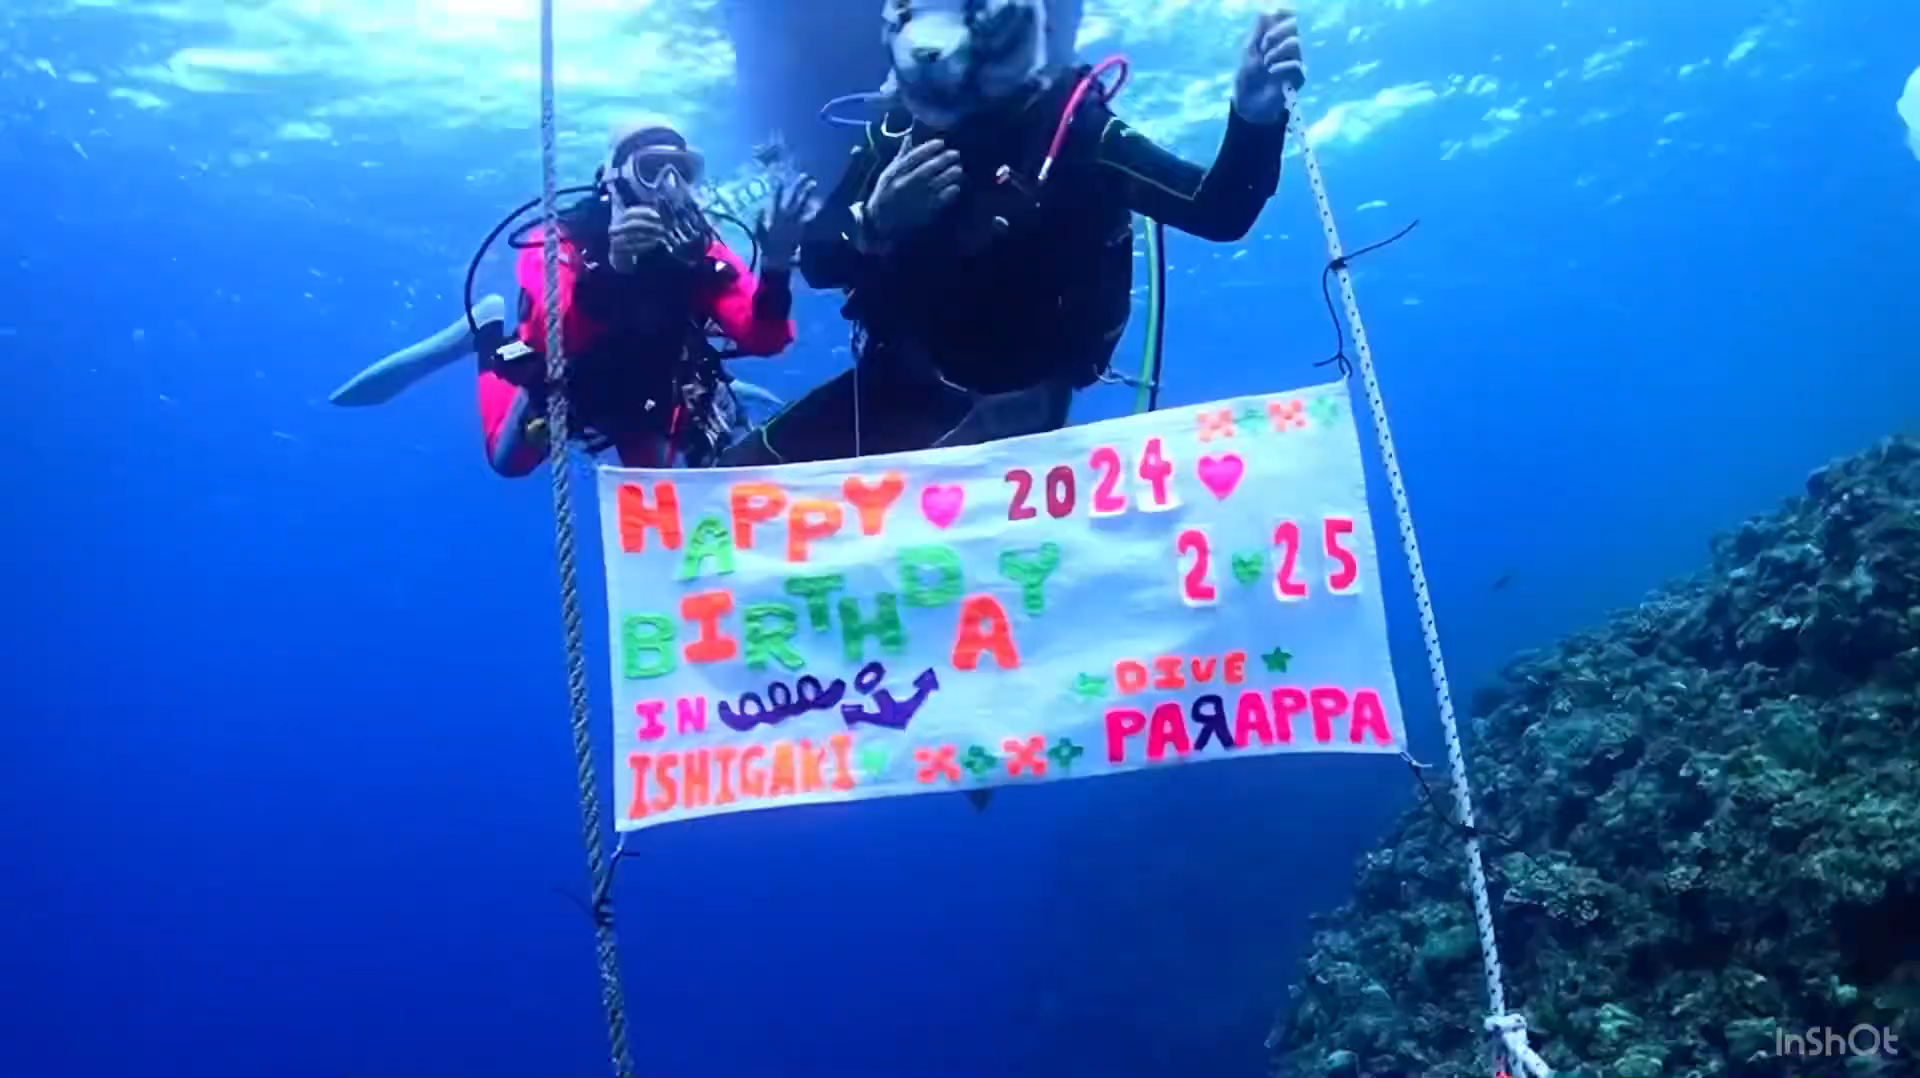 HAPPY 2024
BIRTHDAY 2 25
IN
ISHIGAKI
DIVE
PAЯAPPA
InShOt